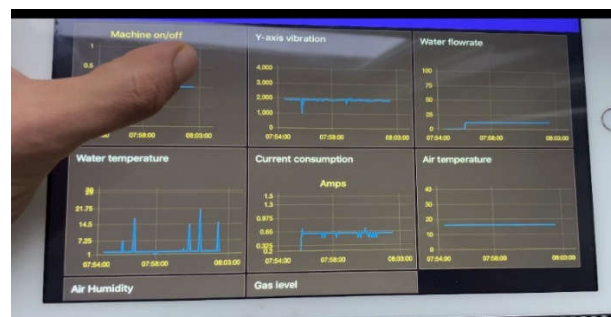 Machine on/off
1
0.5
07:58:00 08:03:00
Y-axis vibration
4,000
3,000
2,000
1,000
0
07:54:00 07:58:00 08:03:00
Water flowrate
100
75
50
25
0
07:54:00 07:58:00 08:03:00
Water temperature
21.75
14.5
7.25
1
07:54:00 07:58:00 08:03:00
Current consumption
Amps
1.5
1.3
0.975
0.65
0.325
0.2
07:54:00 07:58:00 08:03:00
Air temperature
40
30
20
10
0
07:54:00 07:58:00 08:03:00
Air Humidity
Gas level